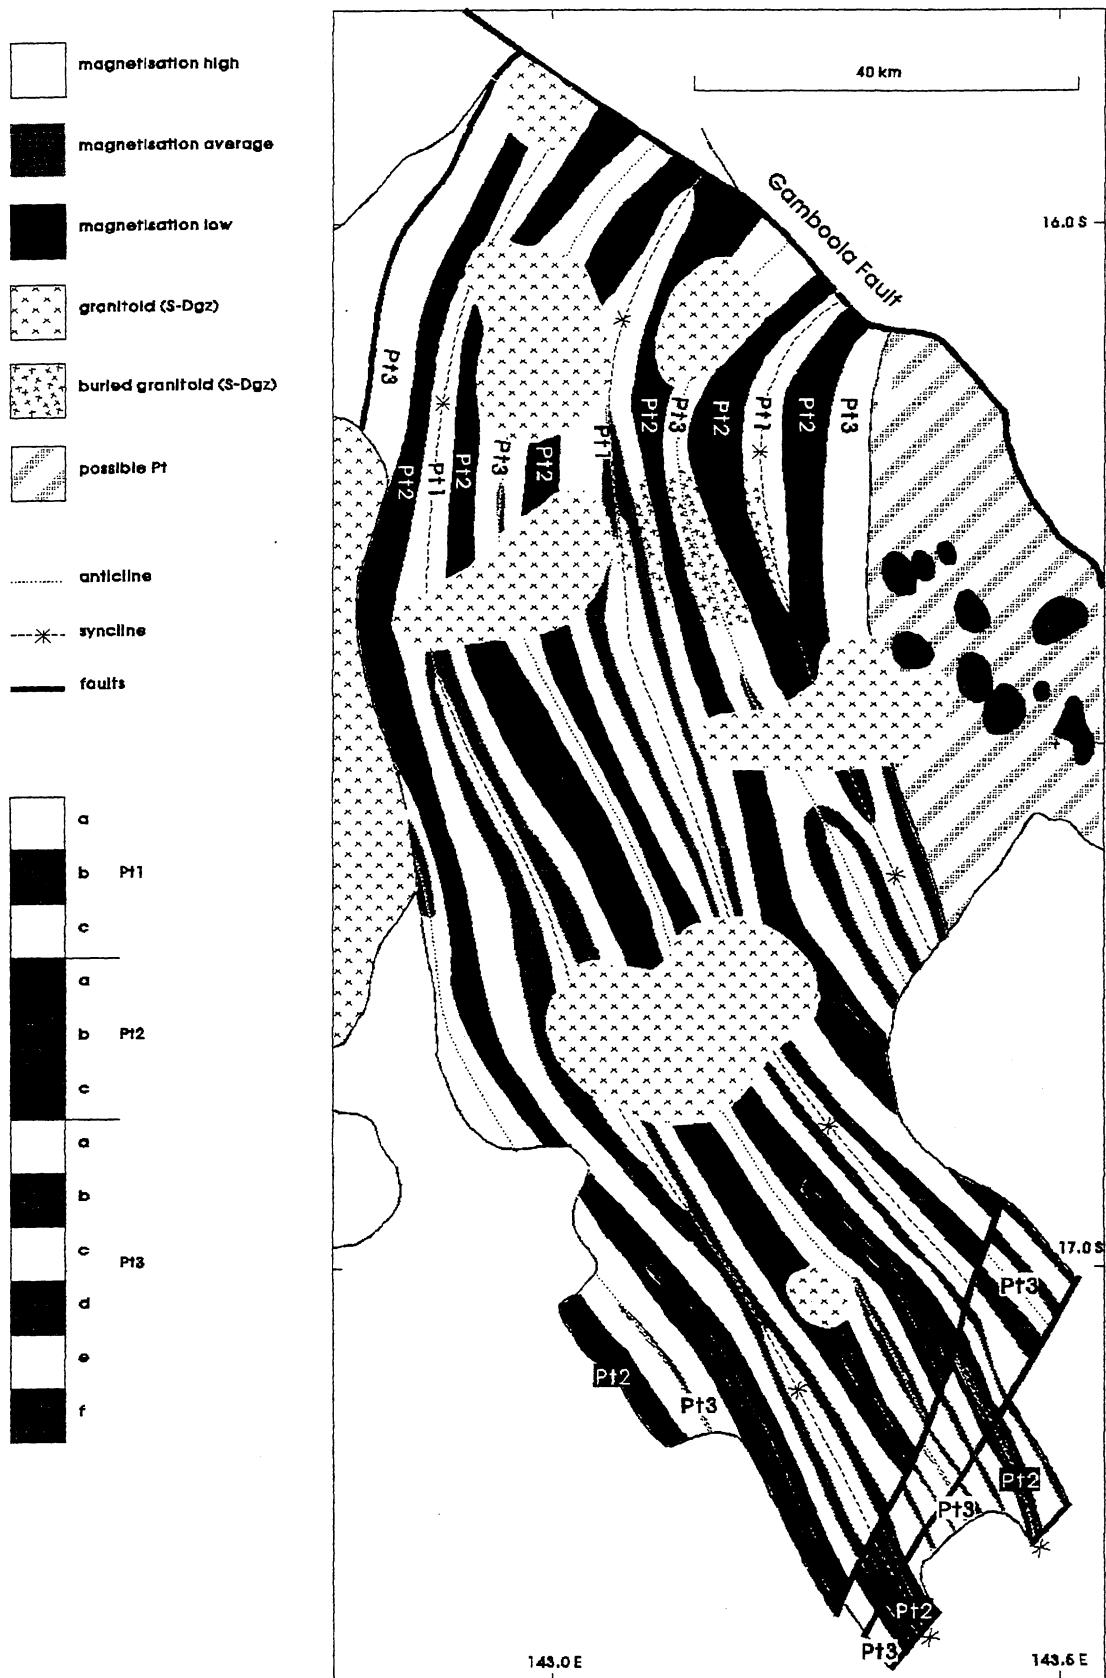 magnetisation high
magnetisation average
magnetisation low
granitoid (S-Dgz)
buried granitoid (S-Dgz)
possible Pt
anticline
syncline
faults
a
b Pt1
c
a
b Pt2
c
a
b
c Pt3
d
e
f
40 km
Gamboola Fault
16.0 S
Pt3
Pt2
Pt1
Pt2
Pt3
Pt2
Pt1
Pt2
Pt3
Pt2
Pt1
Pt2
Pt3
17.0 S
Pt3
Pt2
Pt3
Pt2
Pt3
Pt2
Pt3
143.0 E
143.5 E